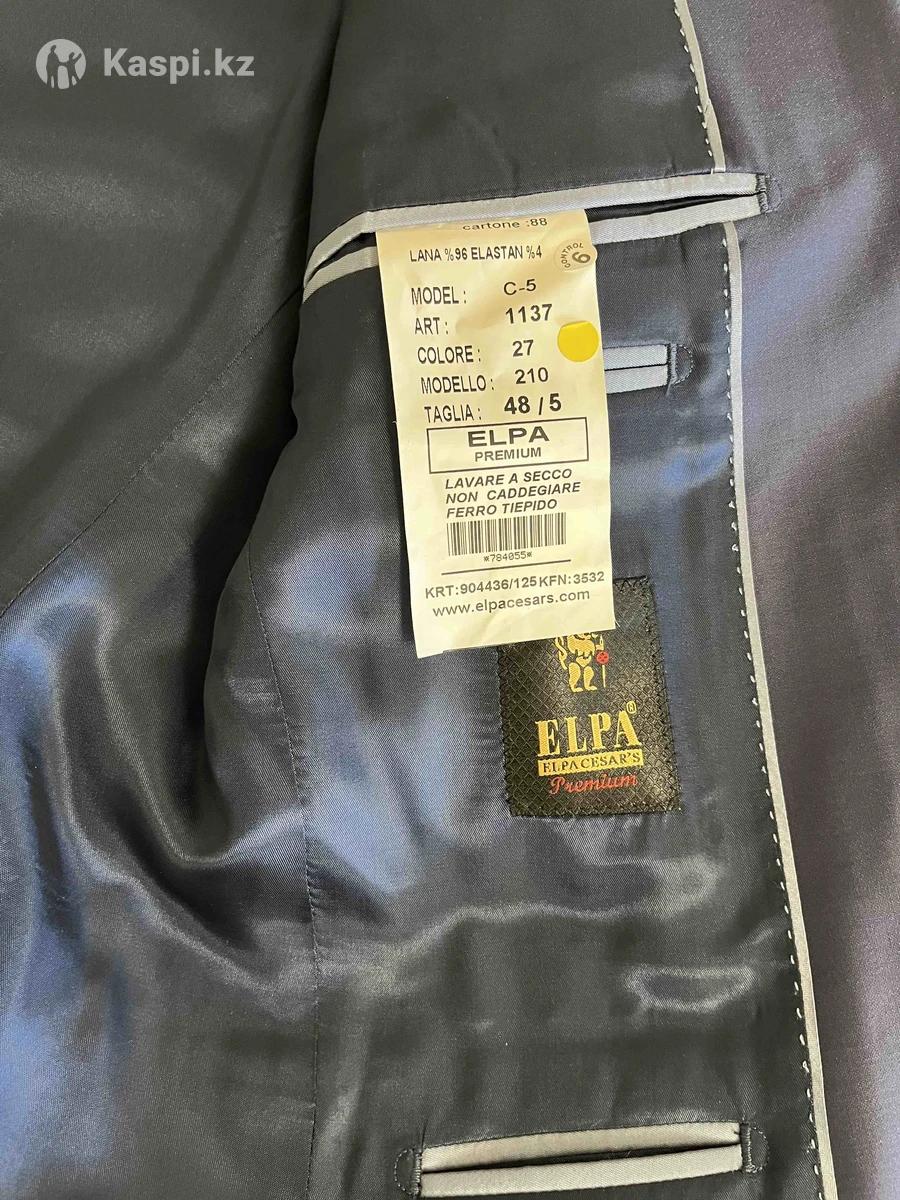 Kaspi.kz
cartone :88
LANA %96 ELASTAN %4
CONTROL 6
MODEL : C-5
ART : 1137
COLORE : 27
MODELLO : 210
TAGLIA : 48 / 5
ELPA
PREMIUM
LAVARE A SECCO
NON CADDEGIARE
FERRO TIEPIDO
*784055*
KRT:904436/125 KFN:3532
www.elpacesars.com
ELPA®
ELPA CESAR'S
Premium